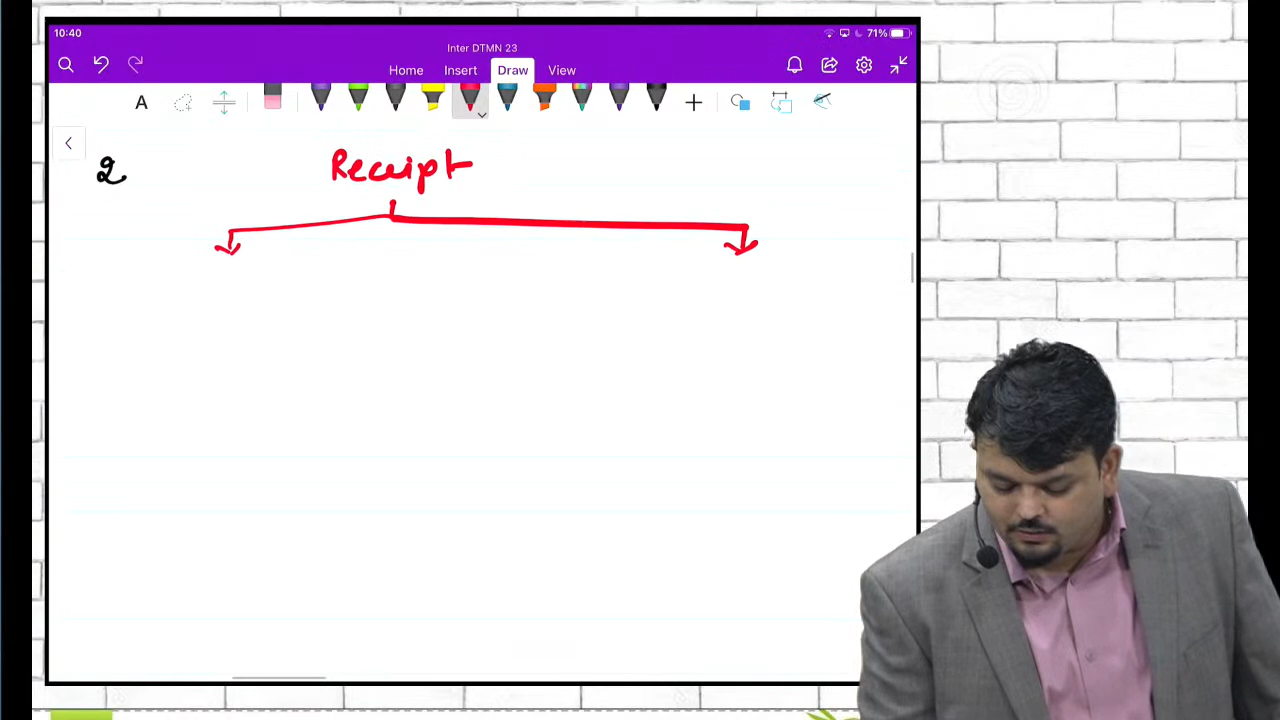 10:40
71%
Inter DTMN 23
Home Insert Draw View
A
2
Receipt